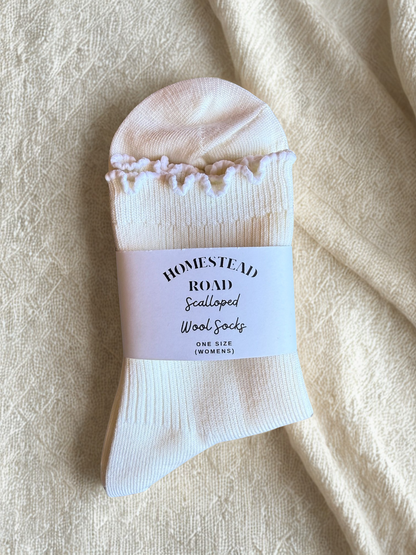 HOMESTEAD
ROAD
Scalloped
Wool Socks
ONE SIZE
(WOMENS)